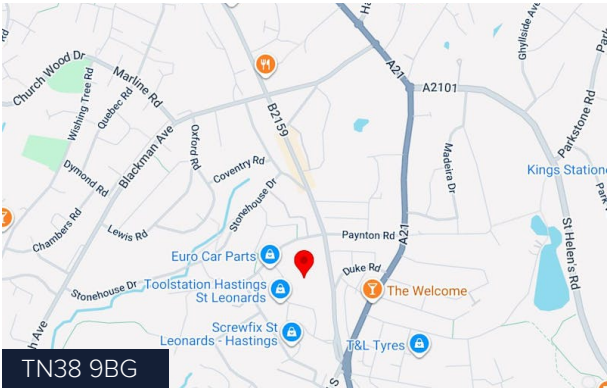 Church Wood Dr
Marline Rd
Wishing Tree Rd
Quebec Rd
Blackman Ave
Oxford Rd
Dymond Rd
Chambers Rd
Lewis Rd
Coventry Rd
Stonehouse Dr
Stonehouse Dr
B2159
A21
A2101
Ghyllside Ave
Parkstone Rd
Madeira Dr
Kings Statione
St Helen's Rd
Paynton Rd
A21
Duke Rd
Euro Car Parts
Toolstation Hastings
St Leonards
The Welcome
Screwfix St
Leonards - Hastings
T&L Tyres
TN38 9BG